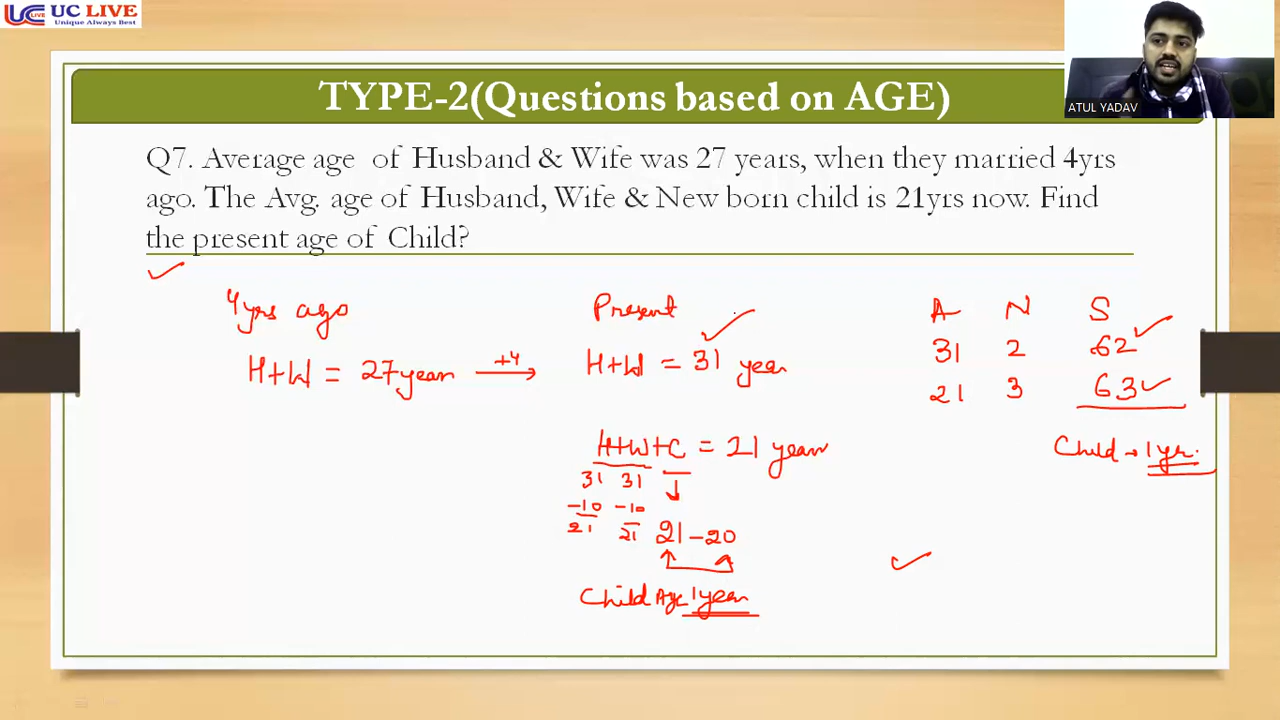 UC LIVE
Unique Always Best
ATUL YADAV
TYPE-2(Questions based on AGE)
Q7. Average age of Husband & Wife was 27 years, when they married 4yrs
ago. The Avg. age of Husband, Wife & New born child is 21yrs now. Find
the present age of Child?
4yrs ago
H+W = 27year +4 →
Present
H+W = 31 year
H+W+C = 21 year
31 31
-10 -10
21 21 21-20
Child Age 1year
A N S
31 2 62
21 3 63
Child → 1 yr.